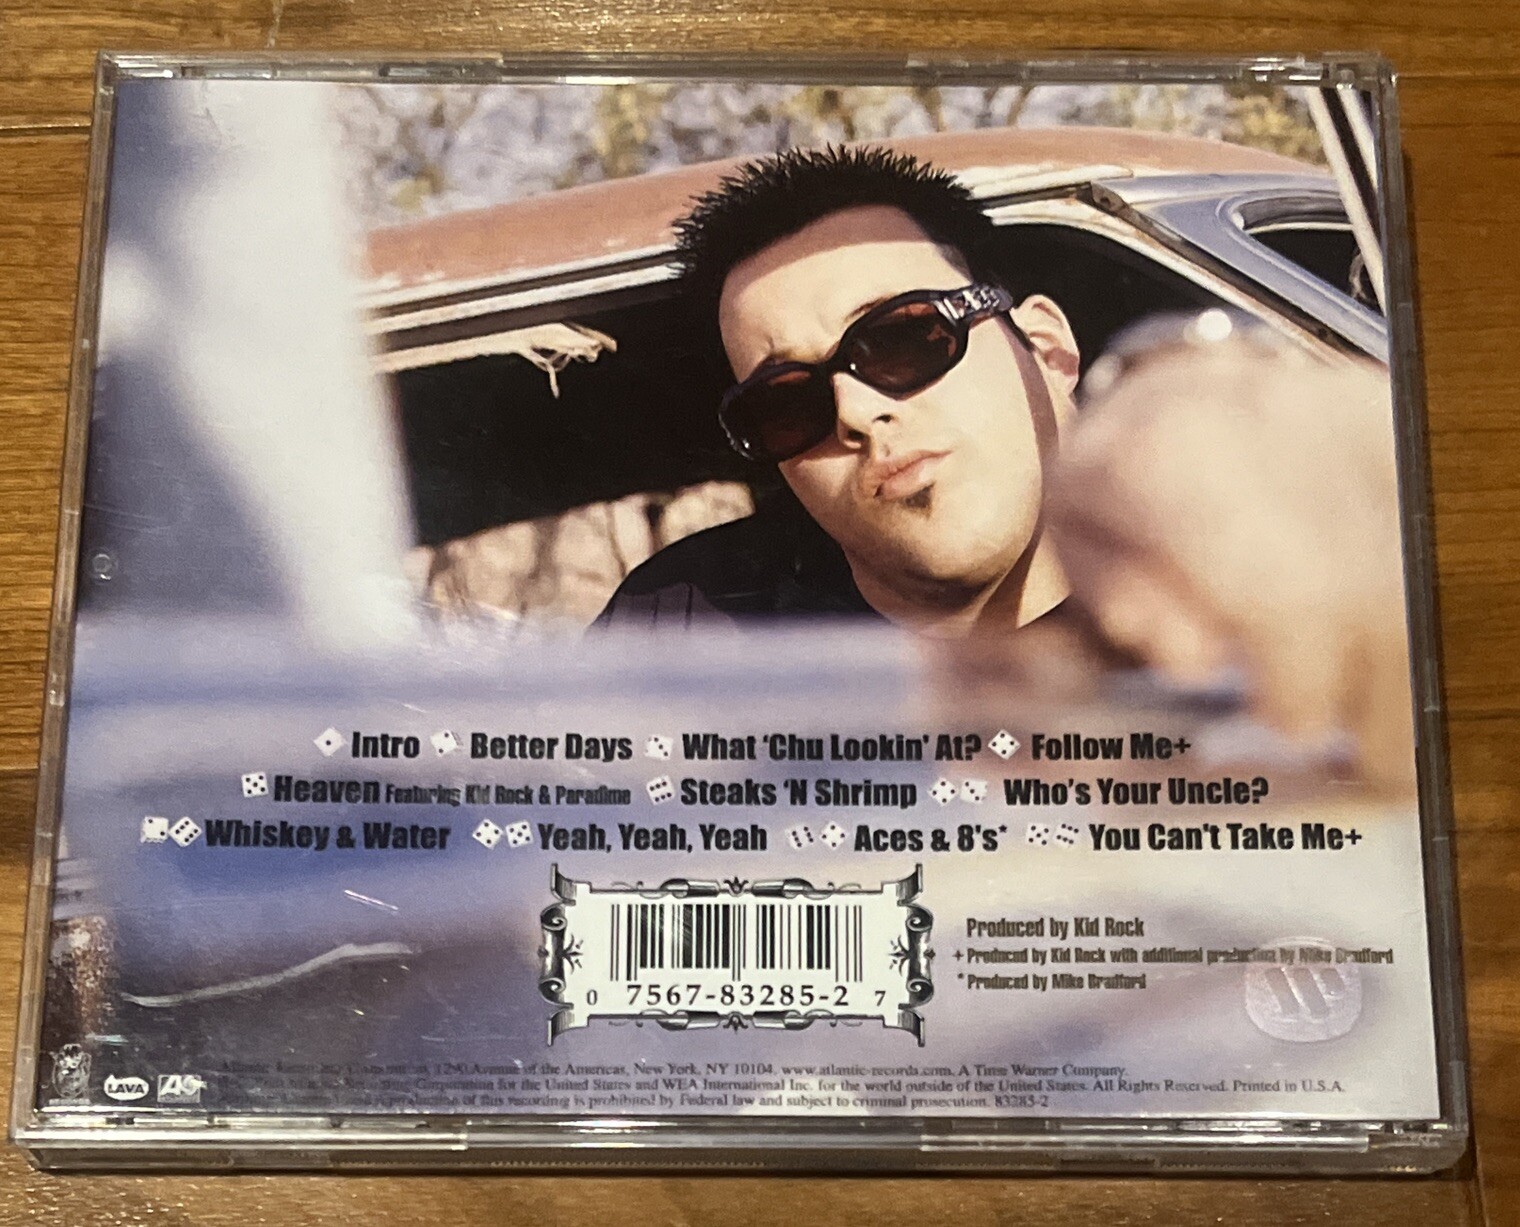 Intro Better Days What 'Chu Lookin' At? Follow Me+
Heaven Featuring Kid Rock & Paradime Steaks 'N Shrimp Who's Your Uncle?
Whiskey & Water Yeah, Yeah, Yeah Aces & 8's* You Can't Take Me+
0 7567-83285-2 7
Produced by Kid Rock
+ Produced by Kid Rock with additional production by Mike Bradford
* Produced by Mike Bradford
LAVA
of the Americas, New York, NY 10104. www.atlantic-records.com. A Time Warner Company.
Corporation for the United States and WEA International Inc. for the world outside of the United States. All Rights Reserved. Printed in U.S.A.
of this recording is prohibited by Federal law and subject to criminal prosecution. 83285-2